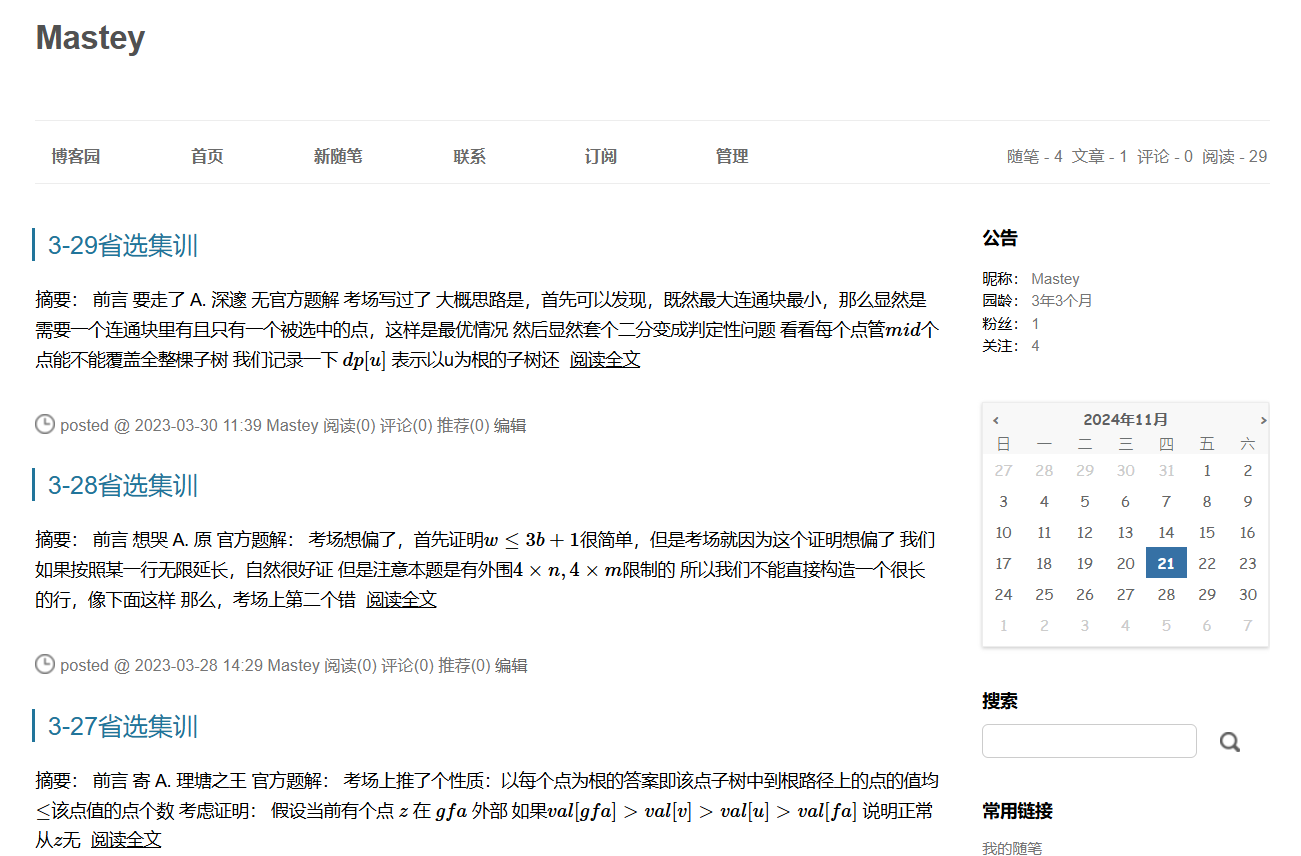 Mastey
博客园 首页 新随笔 联系 订阅 管理 随笔 - 4 文章 - 1 评论 - 0 阅读 - 29
3-29省选集训
摘要： 前言 要走了 A. 深邃 无官方题解 考场写过了 大概思路是，首先可以发现，既然最大连通块最小，那么显然是
需要一个连通块里有且只有一个被选中的点，这样是最优情况 然后显然套个二分变成判定性问题 看看每个点管mid个
点能不能覆盖全整棵子树 我们记录一下 dp[u] 表示以u为根的子树还 阅读全文
posted @ 2023-03-30 11:39 Mastey 阅读(0) 评论(0) 推荐(0) 编辑
3-28省选集训
摘要： 前言 想哭 A. 原 官方题解： 考场想偏了，首先证明w ≤ 3b + 1很简单，但是考场就因为这个证明想偏了 我们
如果按照某一行无限延长，自然很好证 但是注意本题是有外围4 × n, 4 × m限制的 所以我们不能直接构造一个很长
的行，像下面这样 那么，考场上第二个错 阅读全文
posted @ 2023-03-28 14:29 Mastey 阅读(0) 评论(0) 推荐(0) 编辑
3-27省选集训
摘要： 前言 寄 A. 理塘之王 官方题解： 考场上推了个性质：以每个点为根的答案即该点子树中到根路径上的点的值均
≤该点值的点个数 考虑证明： 假设当前有个点 z 在 gfa 外部 如果val[gfa] > val[v] > val[u] > val[fa] 说明正常
从z无 阅读全文
公告
昵称： Mastey
园龄： 3年3个月
粉丝： 1
关注： 4
‹ 2024年11月 ›
日 一 二 三 四 五 六
27 28 29 30 31 1 2
3 4 5 6 7 8 9
10 11 12 13 14 15 16
17 18 19 20 21 22 23
24 25 26 27 28 29 30
1 2 3 4 5 6 7
搜索
常用链接
我的随笔